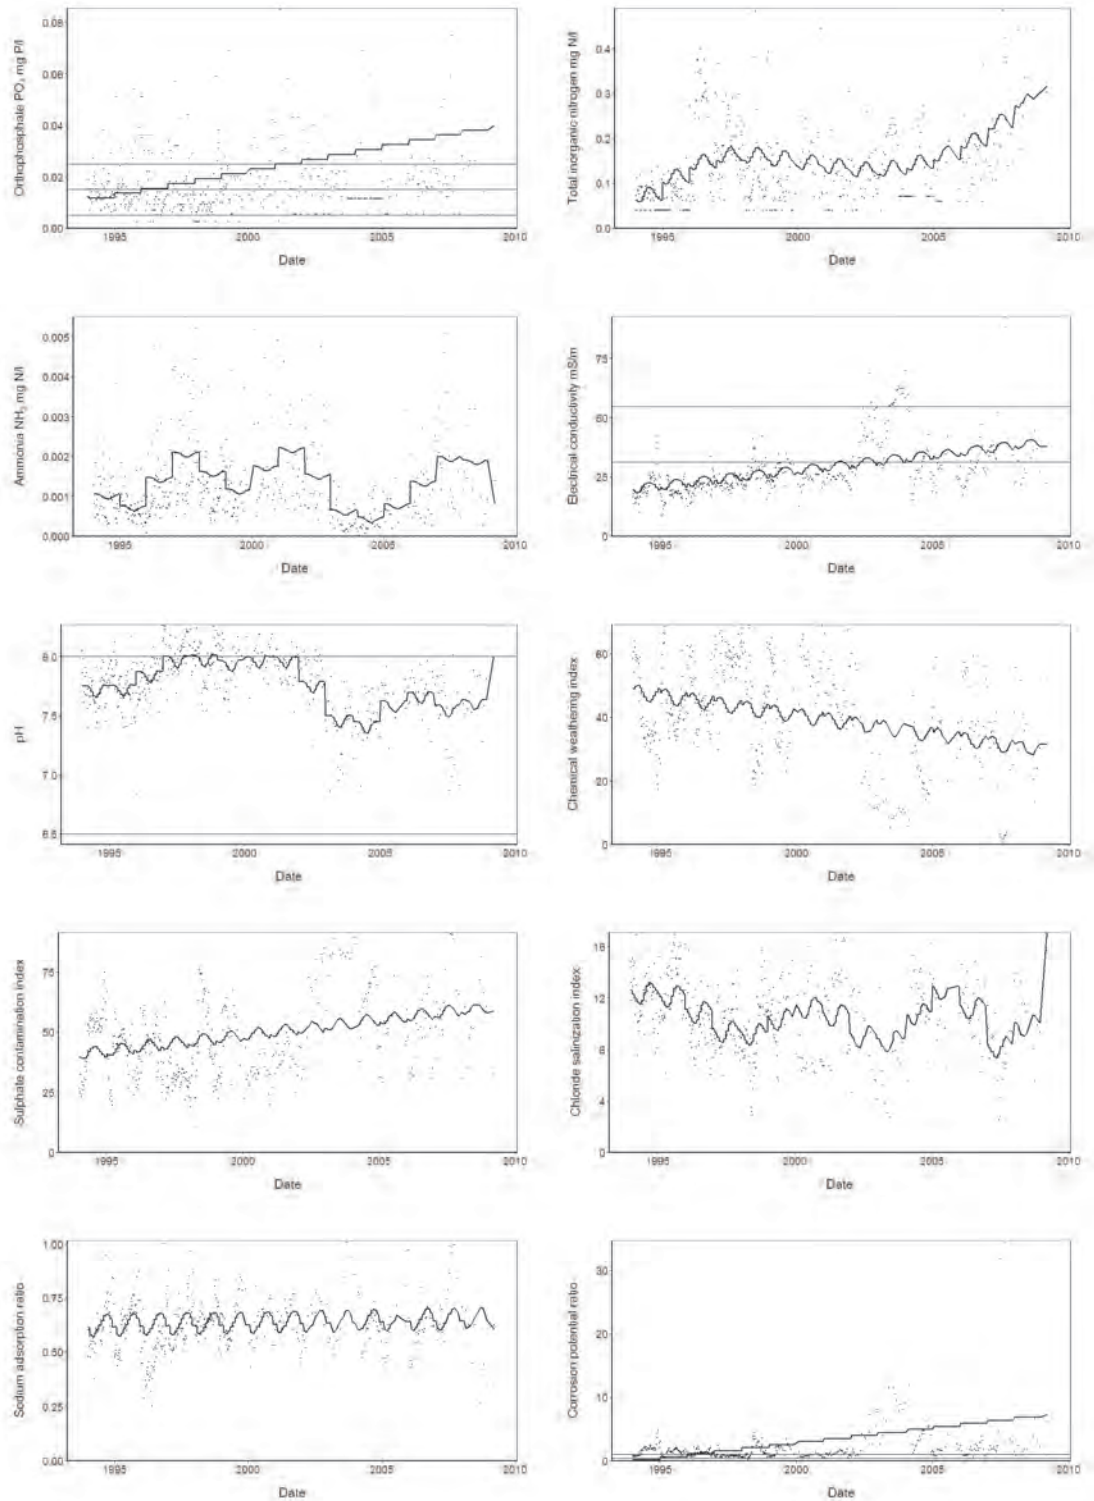 Orthophosphate PO₄ mg P/l
0.08
0.06
0.04
0.02
0.00
1995 2000 2005 2010
Date
Total inorganic nitrogen mg N/l
0.4
0.3
0.2
0.1
0.0
1995 2000 2005 2010
Date
Ammonia NH₃ mg N/l
0.005
0.004
0.003
0.002
0.001
0.000
1995 2000 2005 2010
Date
Electrical conductivity mS/m
75
50
25
0
1995 2000 2005 2010
Date
pH
8.0
7.5
7.0
6.5
1995 2000 2005 2010
Date
Chemical weathering index
60
40
20
0
1995 2000 2005 2010
Date
Sulphate contamination index
75
50
25
0
1995 2000 2005 2010
Date
Chloride salinization index
16
12
8
4
0
1995 2000 2005 2010
Date
Sodium adsorption ratio
1.00
0.75
0.50
0.25
0.00
1995 2000 2005 2010
Date
Corrosion potential ratio
30
20
10
0
1995 2000 2005 2010
Date